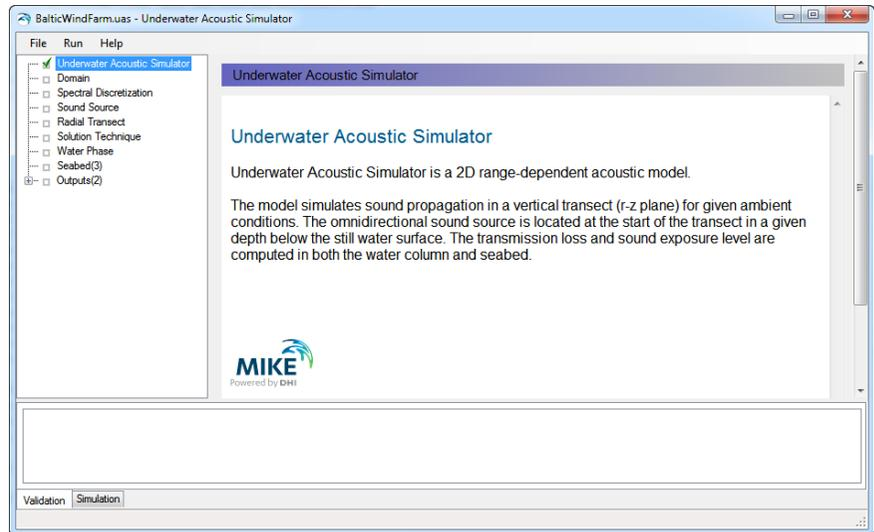 BalticWindFarm.uas - Underwater Acoustic Simulator
File Run Help
Underwater Acoustic Simulator
Domain
Spectral Discretization
Sound Source
Radial Transect
Solution Technique
Water Phase
Seabed(3)
Outputs(2)
Underwater Acoustic Simulator
Underwater Acoustic Simulator
Underwater Acoustic Simulator is a 2D range-dependent acoustic model.
The model simulates sound propagation in a vertical transect (r-z plane) for given ambient
conditions. The omnidirectional sound source is located at the start of the transect in a given
depth below the still water surface. The transmission loss and sound exposure level are
computed in both the water column and seabed.
MIKE
Powered by DHI
Validation Simulation